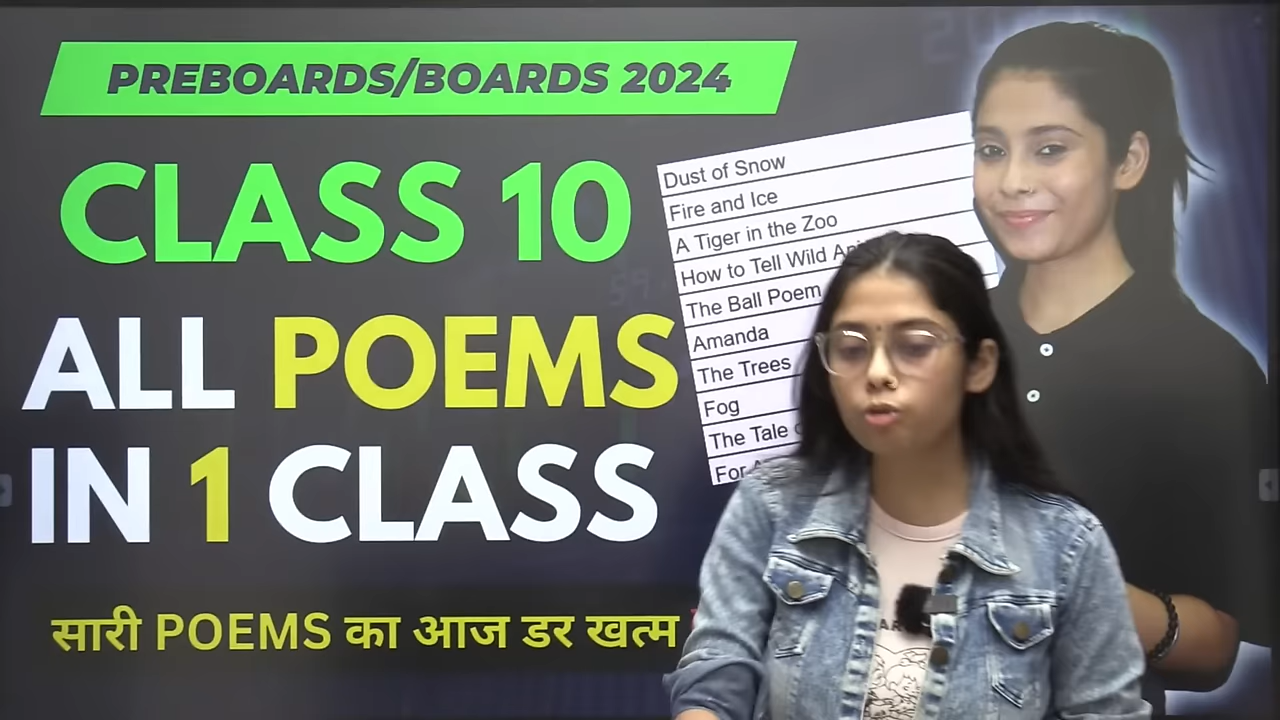 PREBOARDS/BOARDS 2024
CLASS 10
ALL POEMS
IN 1 CLASS
सारी POEMS का आज डर खत्म
Dust of Snow
Fire and Ice
A Tiger in the Zoo
How to Tell Wild
The Ball Poem
Amanda
The Trees
Fog
The Tale
For